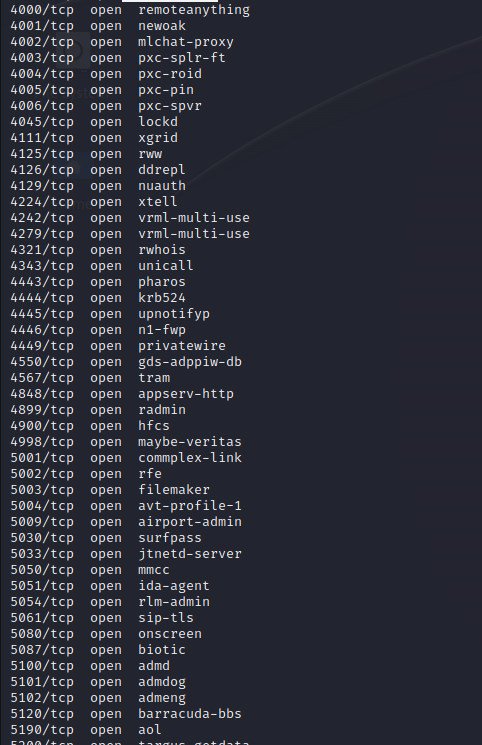 4000/tcp open remoteanything
4001/tcp open newoak
4002/tcp open mlchat-proxy
4003/tcp open pxc-splr-ft
4004/tcp open pxc-roid
4005/tcp open pxc-pin
4006/tcp open pxc-spvr
4045/tcp open lockd
4111/tcp open xgrid
4125/tcp open rww
4126/tcp open ddrepl
4129/tcp open nuauth
4224/tcp open xtell
4242/tcp open vrml-multi-use
4279/tcp open vrml-multi-use
4321/tcp open rwhois
4343/tcp open unicall
4443/tcp open pharos
4444/tcp open krb524
4445/tcp open upnotifyp
4446/tcp open n1-fwp
4449/tcp open privatewire
4550/tcp open gds-adppiw-db
4567/tcp open tram
4848/tcp open appserv-http
4899/tcp open radmin
4900/tcp open hfcs
4998/tcp open maybe-veritas
5001/tcp open commplex-link
5002/tcp open rfe
5003/tcp open filemaker
5004/tcp open avt-profile-1
5009/tcp open airport-admin
5030/tcp open surfpass
5033/tcp open jtnetd-server
5050/tcp open mmcc
5051/tcp open ida-agent
5054/tcp open rlm-admin
5061/tcp open sip-tls
5080/tcp open onscreen
5087/tcp open biotic
5100/tcp open admd
5101/tcp open admdog
5102/tcp open admeng
5120/tcp open barracuda-bbs
5190/tcp open aol
5200/tcp open targus-getdata